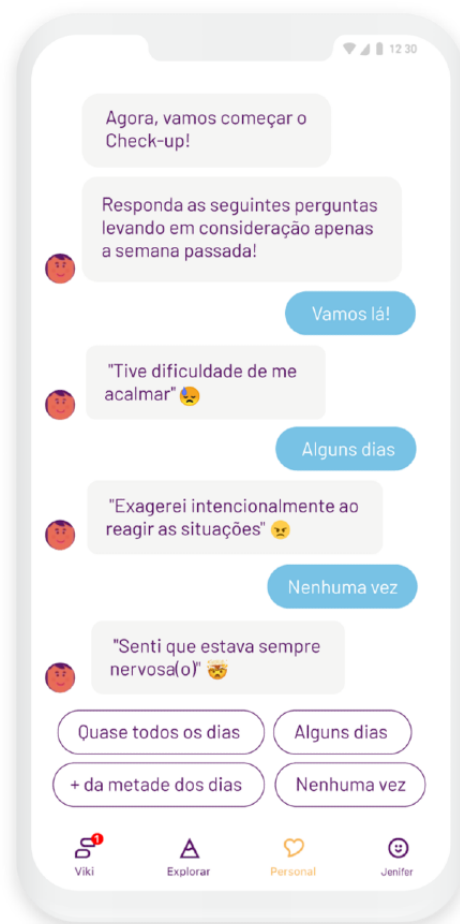 12 30
Agora, vamos começar o
Check-up!
Responda as seguintes perguntas
levando em consideração apenas
a semana passada!
Vamos lá!
"Tive dificuldade de me
acalmar" 😓
Alguns dias
"Exagerei intencionalmente ao
reagir as situações" 😠
Nenhuma vez
"Senti que estava sempre
nervosa(o)" 🤯
Quase todos os dias
Alguns dias
+ da metade dos dias
Nenhuma vez
1
Viki
Explorar
Personal
Jenifer